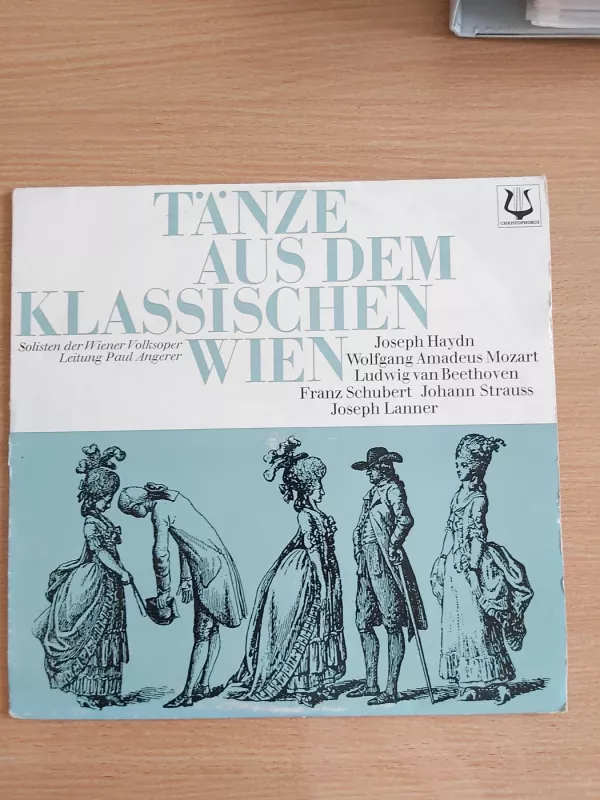 TÄNZE
AUS DEM
KLASSISCHEN
WIEN
CHRISTOPHORUS
Solisten der Wiener Volksoper
Leitung Paul Angerer
Joseph Haydn
Wolfgang Amadeus Mozart
Ludwig van Beethoven
Franz Schubert Johann Strauss
Joseph Lanner